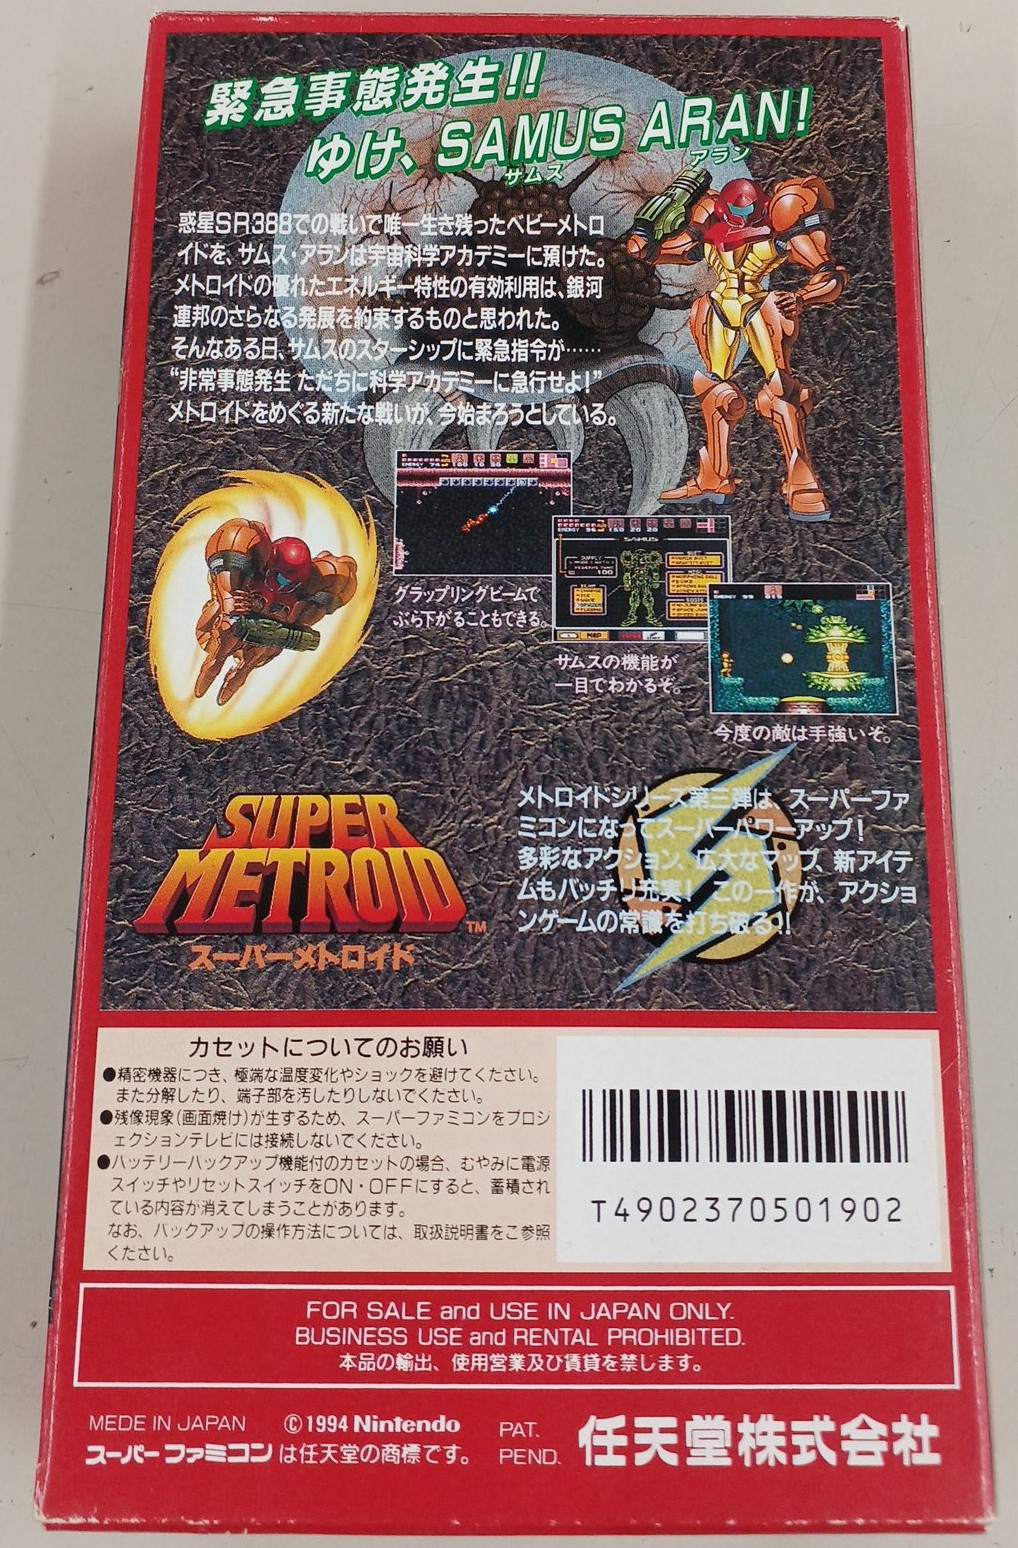 緊急事態発生!!
ゆけ、SAMUS ARAN!
サムス アラン
惑星SR388での戦いで唯一生き残ったベビーメトロ
イドを、サムス・アランは宇宙科学アカデミーに預けた。
メトロイドの優れたエネルギー特性の有効利用は、銀河
連邦のさらなる発展を約束するものと思われた。
そんなある日、サムスのスターシップに緊急指令が……
“非常事態発生 ただちに科学アカデミーに急行せよ!”
メトロイドをめぐる新たな戦いが、今始まろうとしている。
グラップリングビームで
ぶら下がることもできる。
SAMUS
MAP
サムスの機能が
一目でわかるぞ。
今度の敵は手強いぞ。
SUPER
METROID™
スーパーメトロイド
メトロイドシリーズ第三弾は、スーパーファ
ミコンになってスーパーパワーアップ!
多彩なアクション、広大なマップ、新アイテ
ムもバッチリ充実! この一作が、アクショ
ンゲームの常識を打ち破る!!
カセットについてのお願い
●精密機器につき、極端な温度変化やショックを避けてください。
また分解したり、端子部を汚したりしないでください。
●残像現象(画面焼け)が生ずるため、スーパーファミコンをプロジ
ェクションテレビには接続しないでください。
●バッテリーバックアップ機能付のカセットの場合、むやみに電源
スイッチやリセットスイッチをON・OFFにすると、蓄積され
ている内容が消えてしまうことがあります。
なお、バックアップの操作方法については、取扱説明書をご参照
ください。
T4902370501902
FOR SALE and USE IN JAPAN ONLY.
BUSINESS USE and RENTAL PROHIBITED.
本品の輸出、使用営業及び賃貸を禁じます。
MEDE IN JAPAN ©1994 Nintendo
スーパーファミコンは任天堂の商標です。
PAT.
PEND.
任天堂株式会社